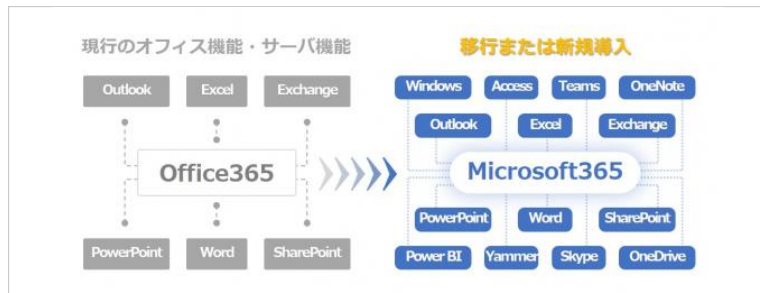 現行のオフィス機能・サーバ機能
Outlook Excel Exchange
Office365
PowerPoint Word SharePoint
移行または新規導入
Windows Access Teams OneNote
Outlook Excel Exchange
Microsoft365
PowerPoint Word SharePoint
Power BI Yammer Skype OneDrive